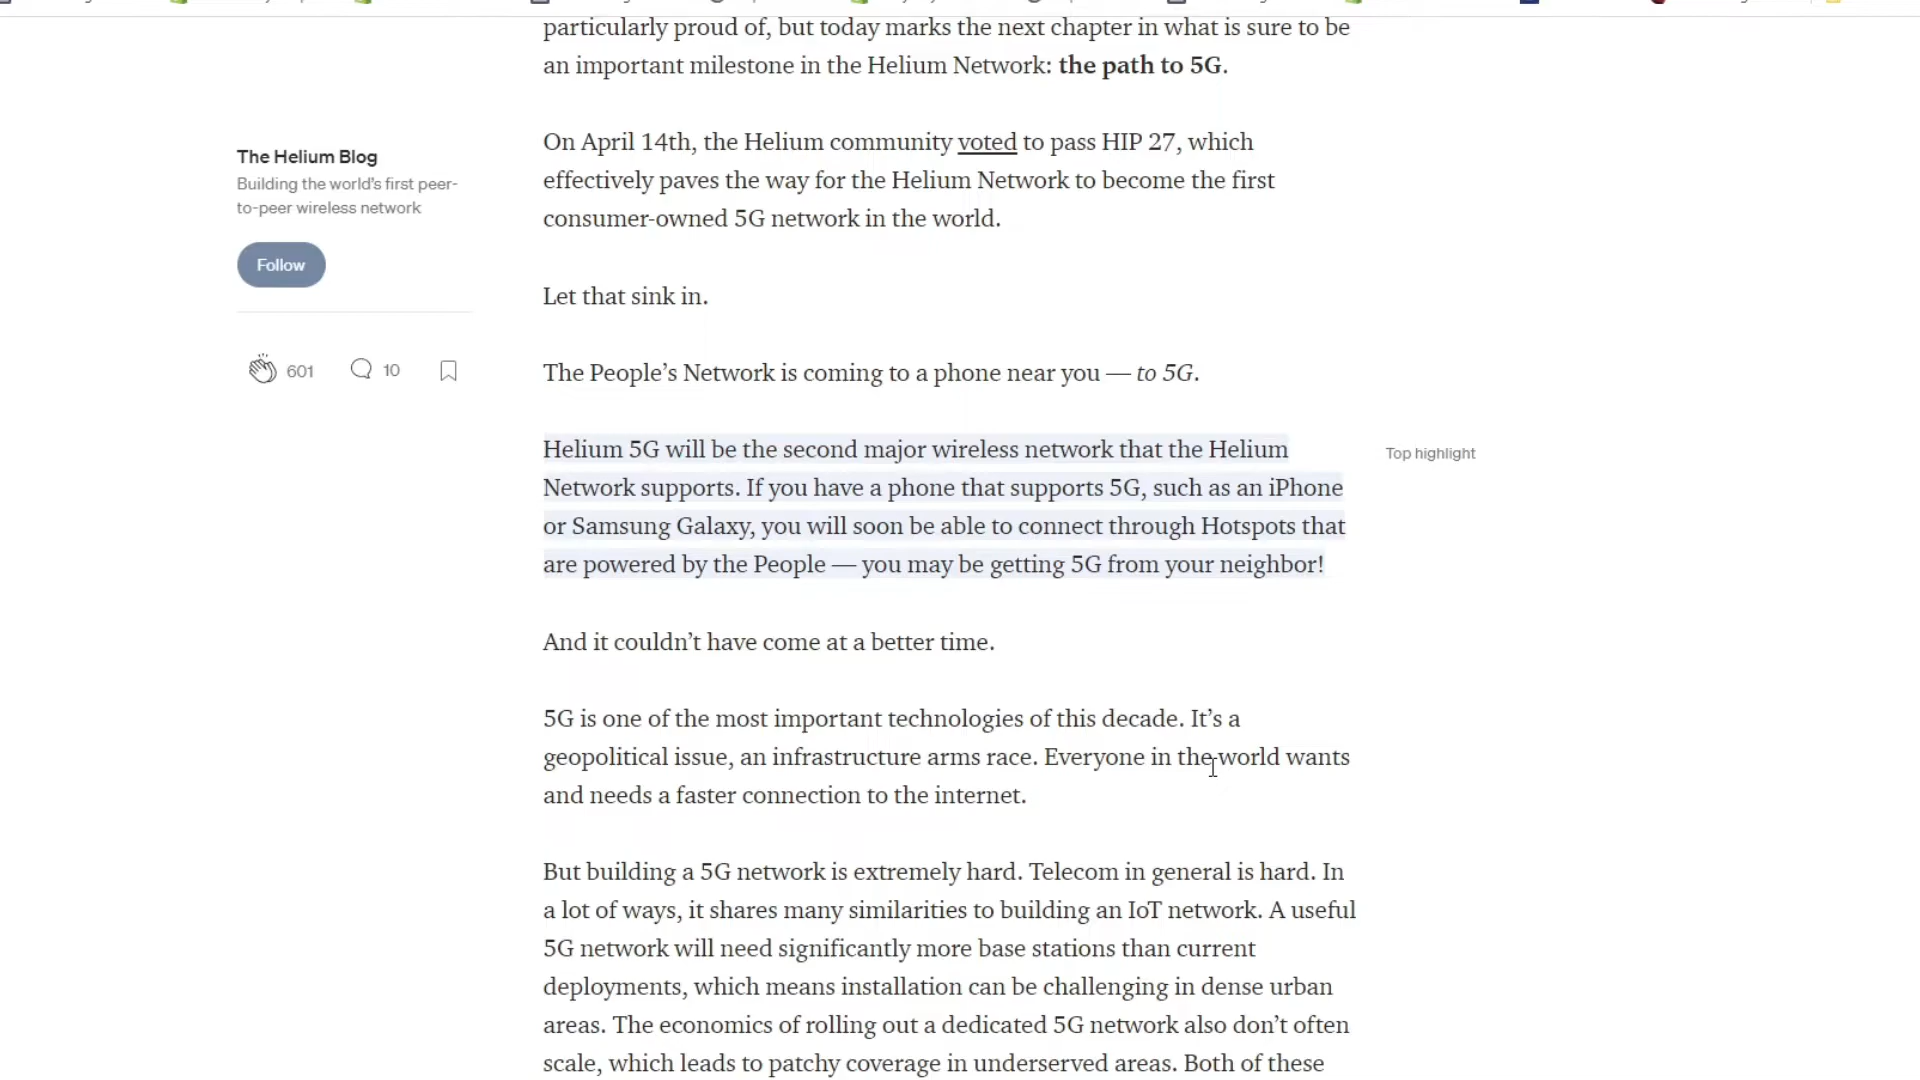 particularly proud of, but today marks the next chapter in what is sure to be
an important milestone in the Helium Network: the path to 5G.
On April 14th, the Helium community voted to pass HIP 27, which
effectively paves the way for the Helium Network to become the first
consumer-owned 5G network in the world.
Let that sink in.
The People’s Network is coming to a phone near you — to 5G.
Helium 5G will be the second major wireless network that the Helium
Network supports. If you have a phone that supports 5G, such as an iPhone
or Samsung Galaxy, you will soon be able to connect through Hotspots that
are powered by the People — you may be getting 5G from your neighbor!
And it couldn’t have come at a better time.
5G is one of the most important technologies of this decade. It’s a
geopolitical issue, an infrastructure arms race. Everyone in the world wants
and needs a faster connection to the internet.
But building a 5G network is extremely hard. Telecom in general is hard. In
a lot of ways, it shares many similarities to building an IoT network. A useful
5G network will need significantly more base stations than current
deployments, which means installation can be challenging in dense urban
areas. The economics of rolling out a dedicated 5G network also don’t often
scale, which leads to patchy coverage in underserved areas. Both of these
The Helium Blog
Building the world’s first peer-
to-peer wireless network
Follow
601 10
Top highlight